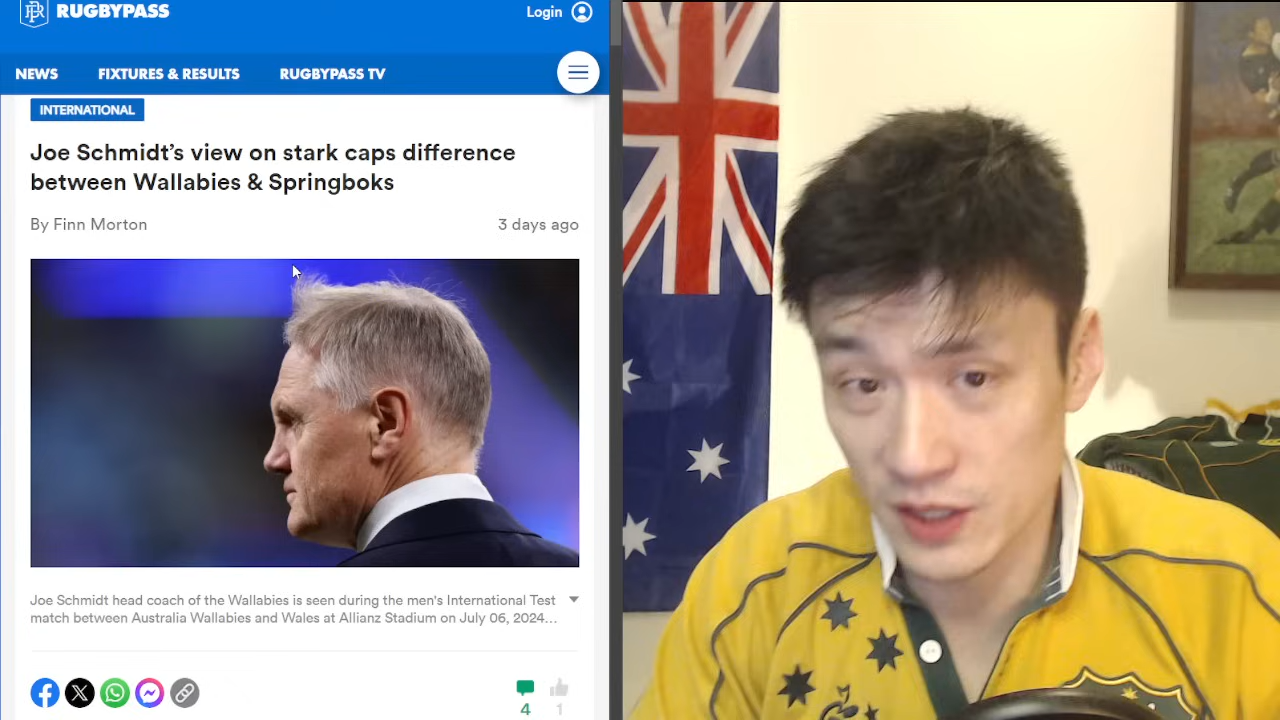 RUGBYPASS
Login
NEWS
FIXTURES & RESULTS
RUGBYPASS TV
INTERNATIONAL
Joe Schmidt’s view on stark caps difference
between Wallabies & Springboks
By Finn Morton
3 days ago
Joe Schmidt head coach of the Wallabies is seen during the men's International Test
match between Australia Wallabies and Wales at Allianz Stadium on July 06, 2024...
4
1